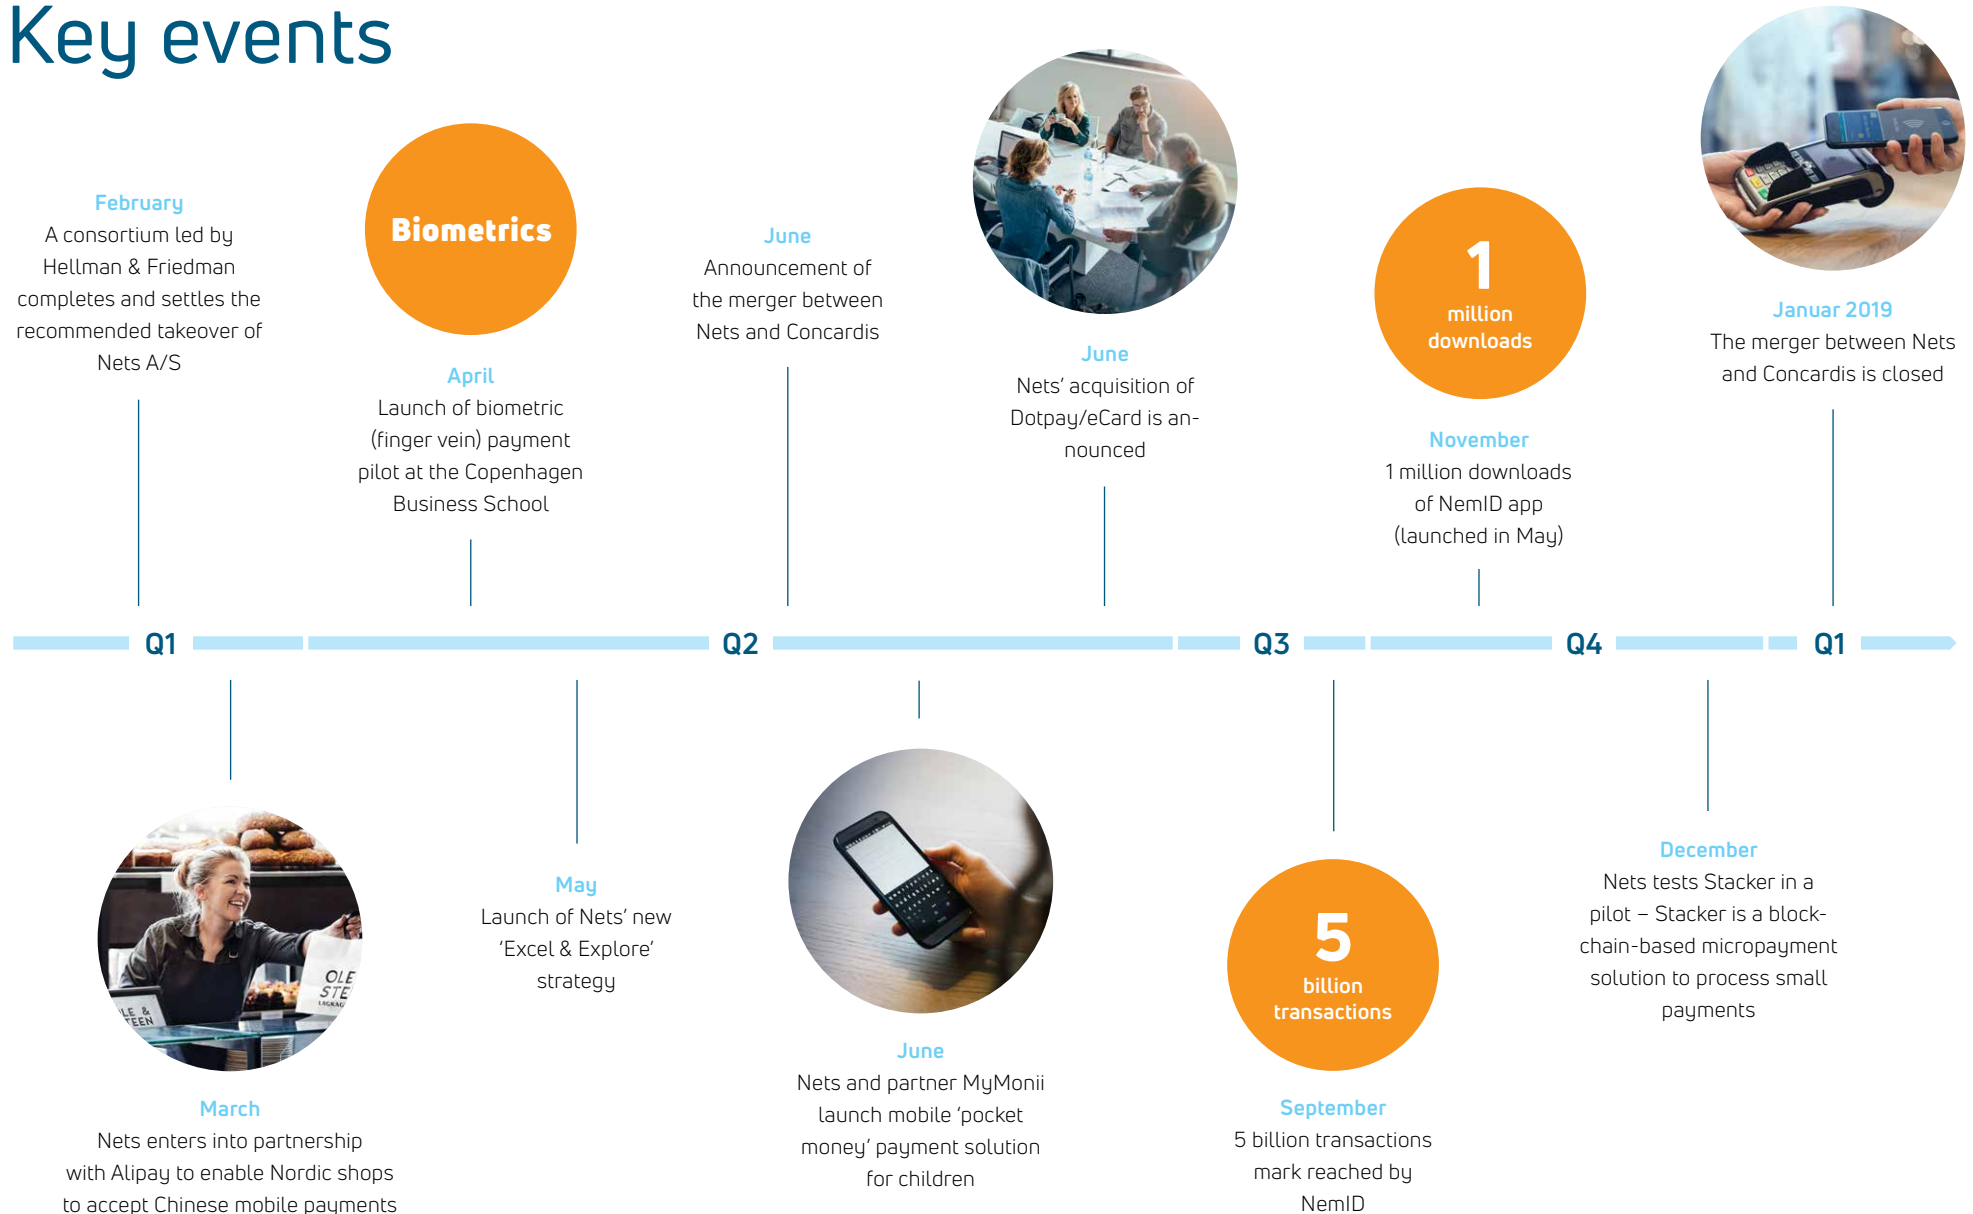 Key events
February
A consortium led by
Hellman & Friedman
completes and settles the
recommended takeover of
Nets A/S
Biometrics
April
Launch of biometric
(finger vein) payment
pilot at the Copenhagen
Business School
June
Announcement of
the merger between
Nets and Concardis
June
Nets’ acquisition of
Dotpay/eCard is an-
nounced
1
million
downloads
November
1 million downloads
of NemID app
(launched in May)
Januar 2019
The merger between Nets
and Concardis is closed
Q1
Q2
Q3
Q4
Q1
OLE
STE
LE &
TEEN
March
Nets enters into partnership
with Alipay to enable Nordic shops
to accept Chinese mobile payments
May
Launch of Nets’ new
‘Excel & Explore’
strategy
June
Nets and partner MyMonii
launch mobile ‘pocket
money’ payment solution
for children
5
billion
transactions
September
5 billion transactions
mark reached by
NemID
December
Nets tests Stacker in a
pilot – Stacker is a block-
chain-based micropayment
solution to process small
payments